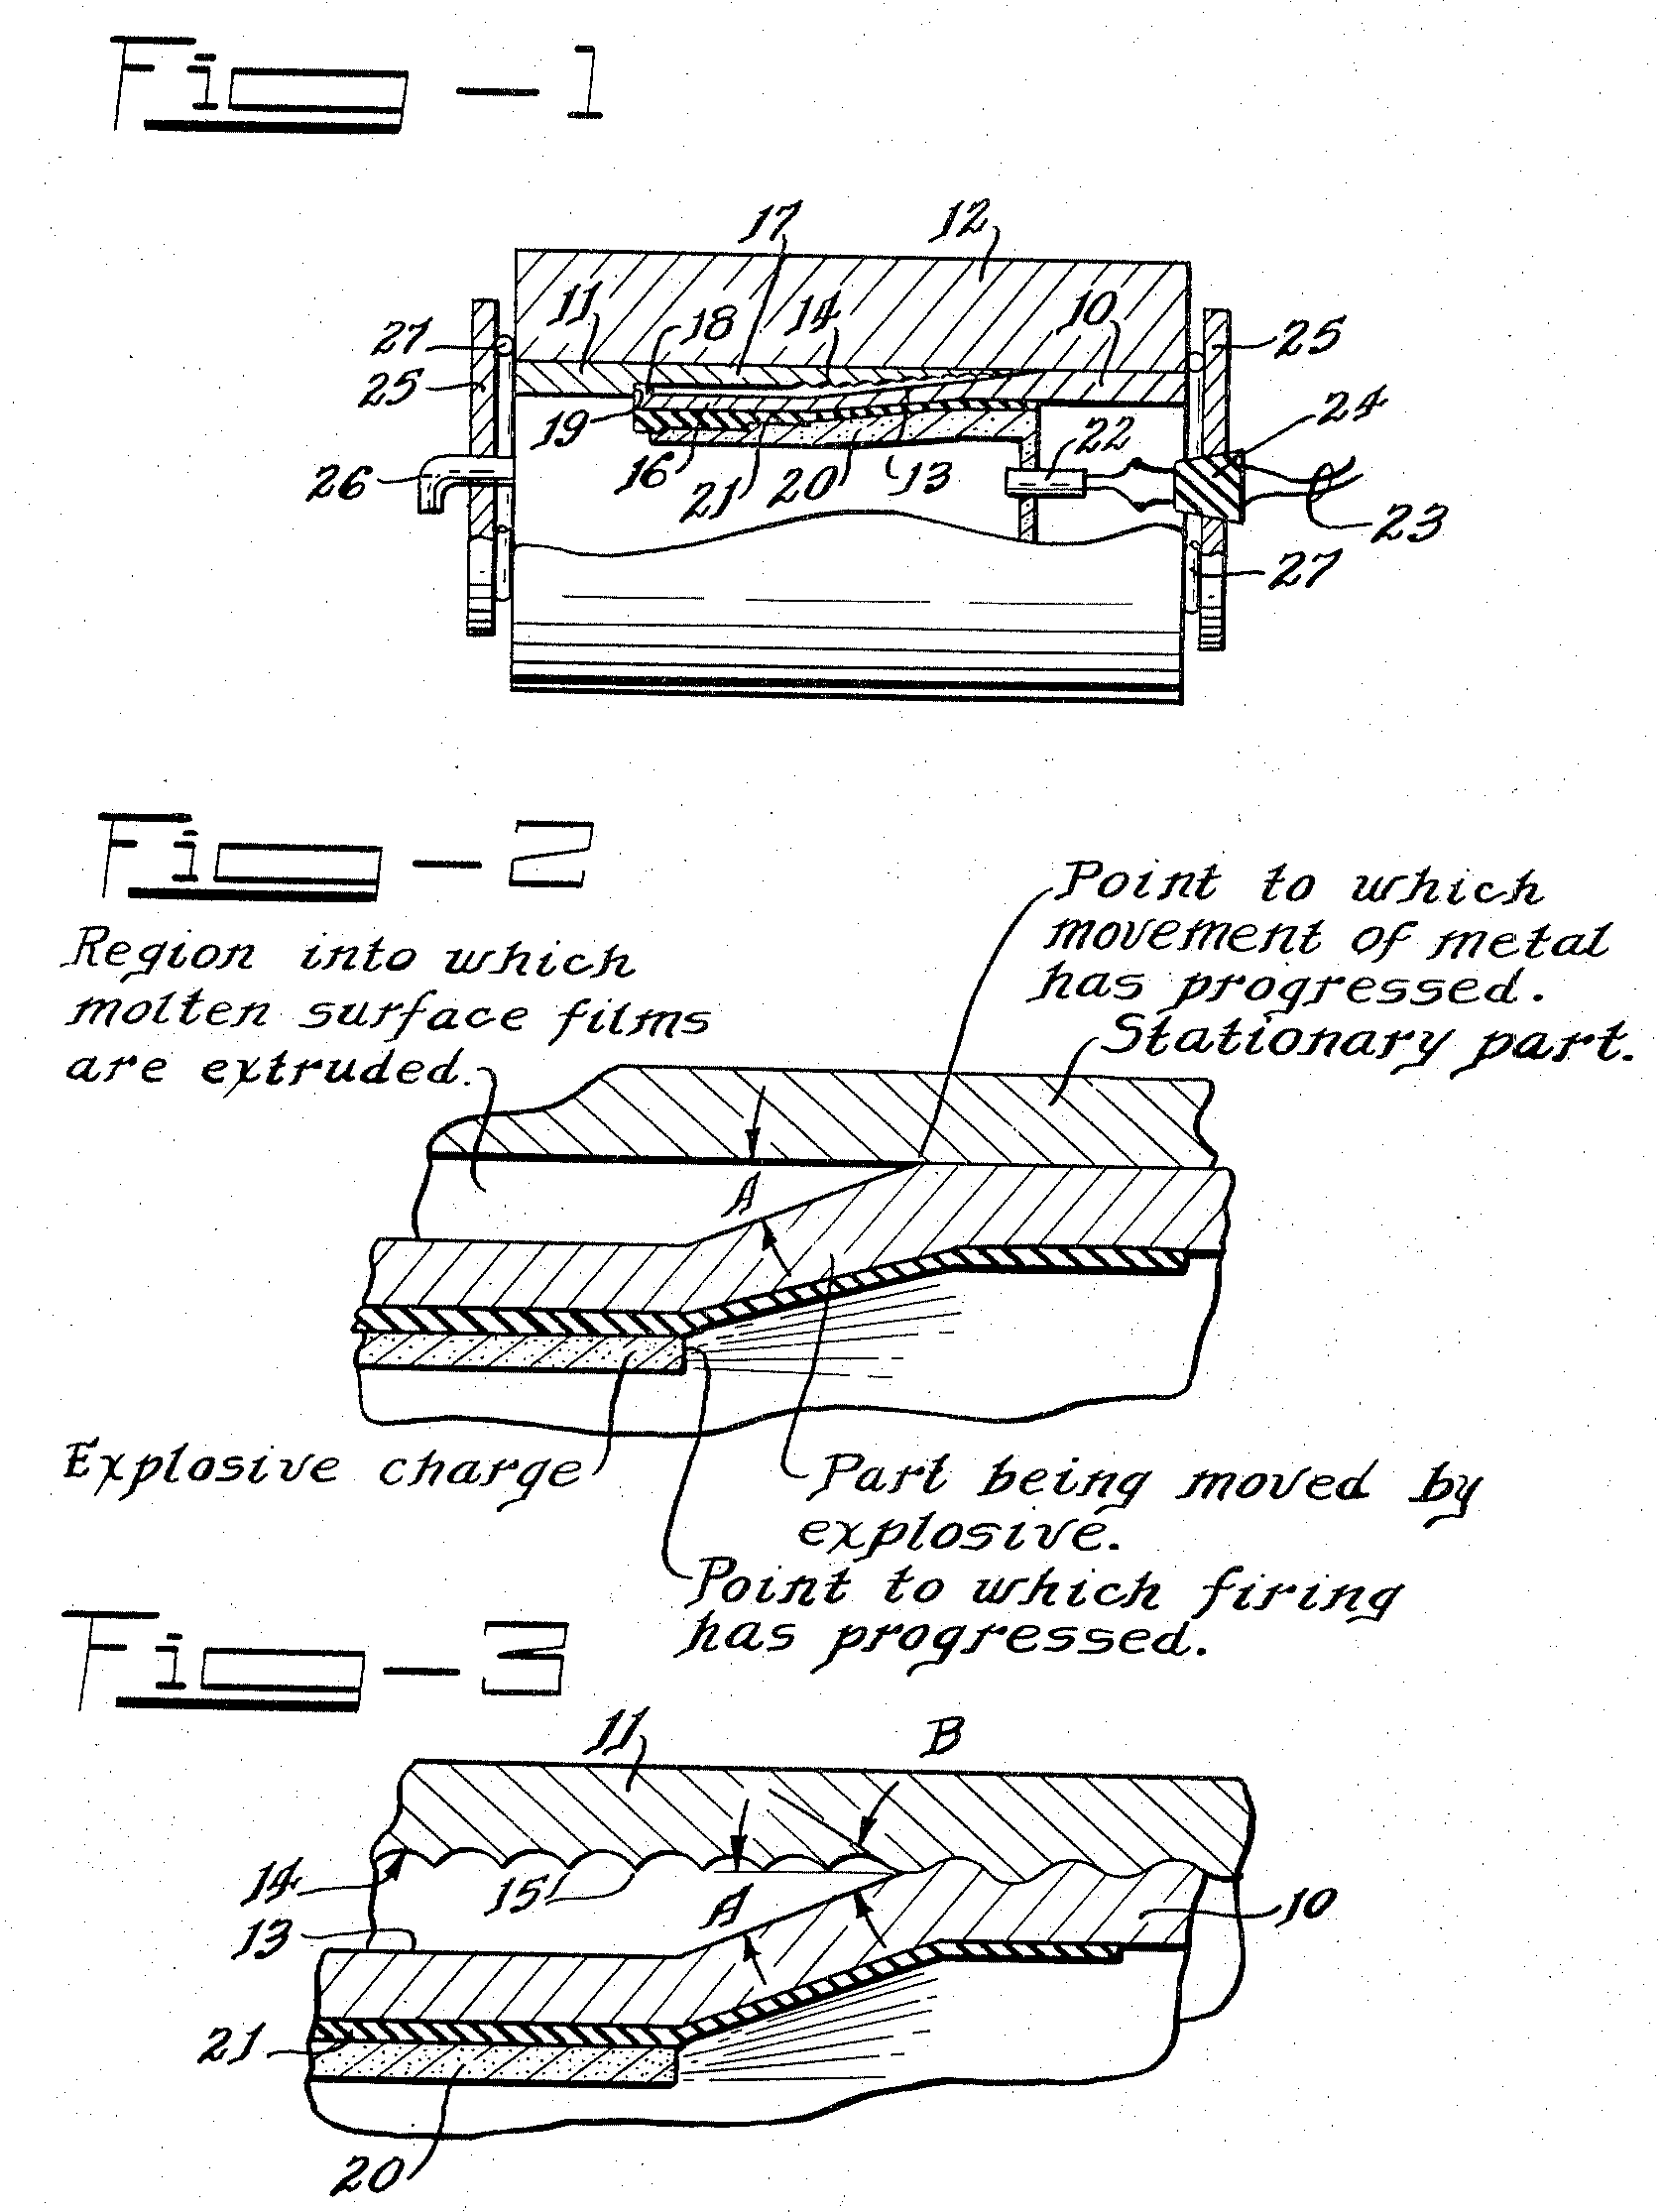 Fig-1
17 12
11 18 14 10
27 25
25 24
19 22
26 16 21 20 13
23
27
Fig-2
Point to which
movement of metal
has progressed.
Region into which
molten surface films
are extruded.
Stationary part.
A
Explosive charge
Part being moved by
explosive.
Point to which firing
has progressed.
Fig-3
11 B
14 15 A
13 10
21
20